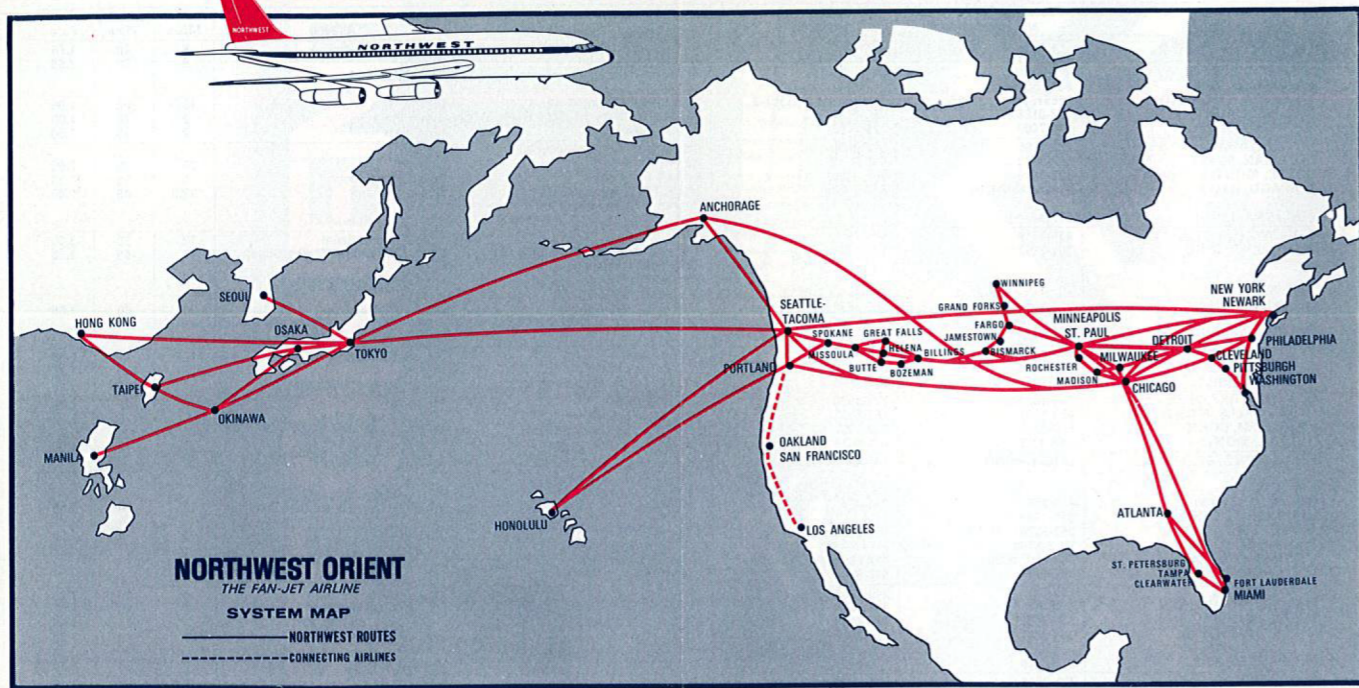 NORTHWEST
NORTHWEST
ANCHORAGE
WINNIPEG
SEOUL
SEATTLE-
TACOMA
GRAND FORKS
NEW YORK
NEWARK
HONG KONG
OSAKA
TOKYO
SPOKANE
GREAT FALLS
FARGO
MINNEAPOLIS
ST. PAUL
JAMESTOWN
DETROIT
PHILADELPHIA
MISSOULA
HELENA
BILLINGS
BISMARCK
MILWAUKEE
CLEVELAND
PORTLAND
BUTTE
BOZEMAN
ROCHESTER
PITTSBURGH
MADISON
CHICAGO
WASHINGTON
TAIPEI
OKINAWA
MANILA
OAKLAND
SAN FRANCISCO
HONOLULU
LOS ANGELES
ATLANTA
ST. PETERSBURG
TAMPA
CLEARWATER
FORT LAUDERDALE
MIAMI
NORTHWEST ORIENT
THE FAN-JET AIRLINE
SYSTEM MAP
NORTHWEST ROUTES
CONNECTING AIRLINES